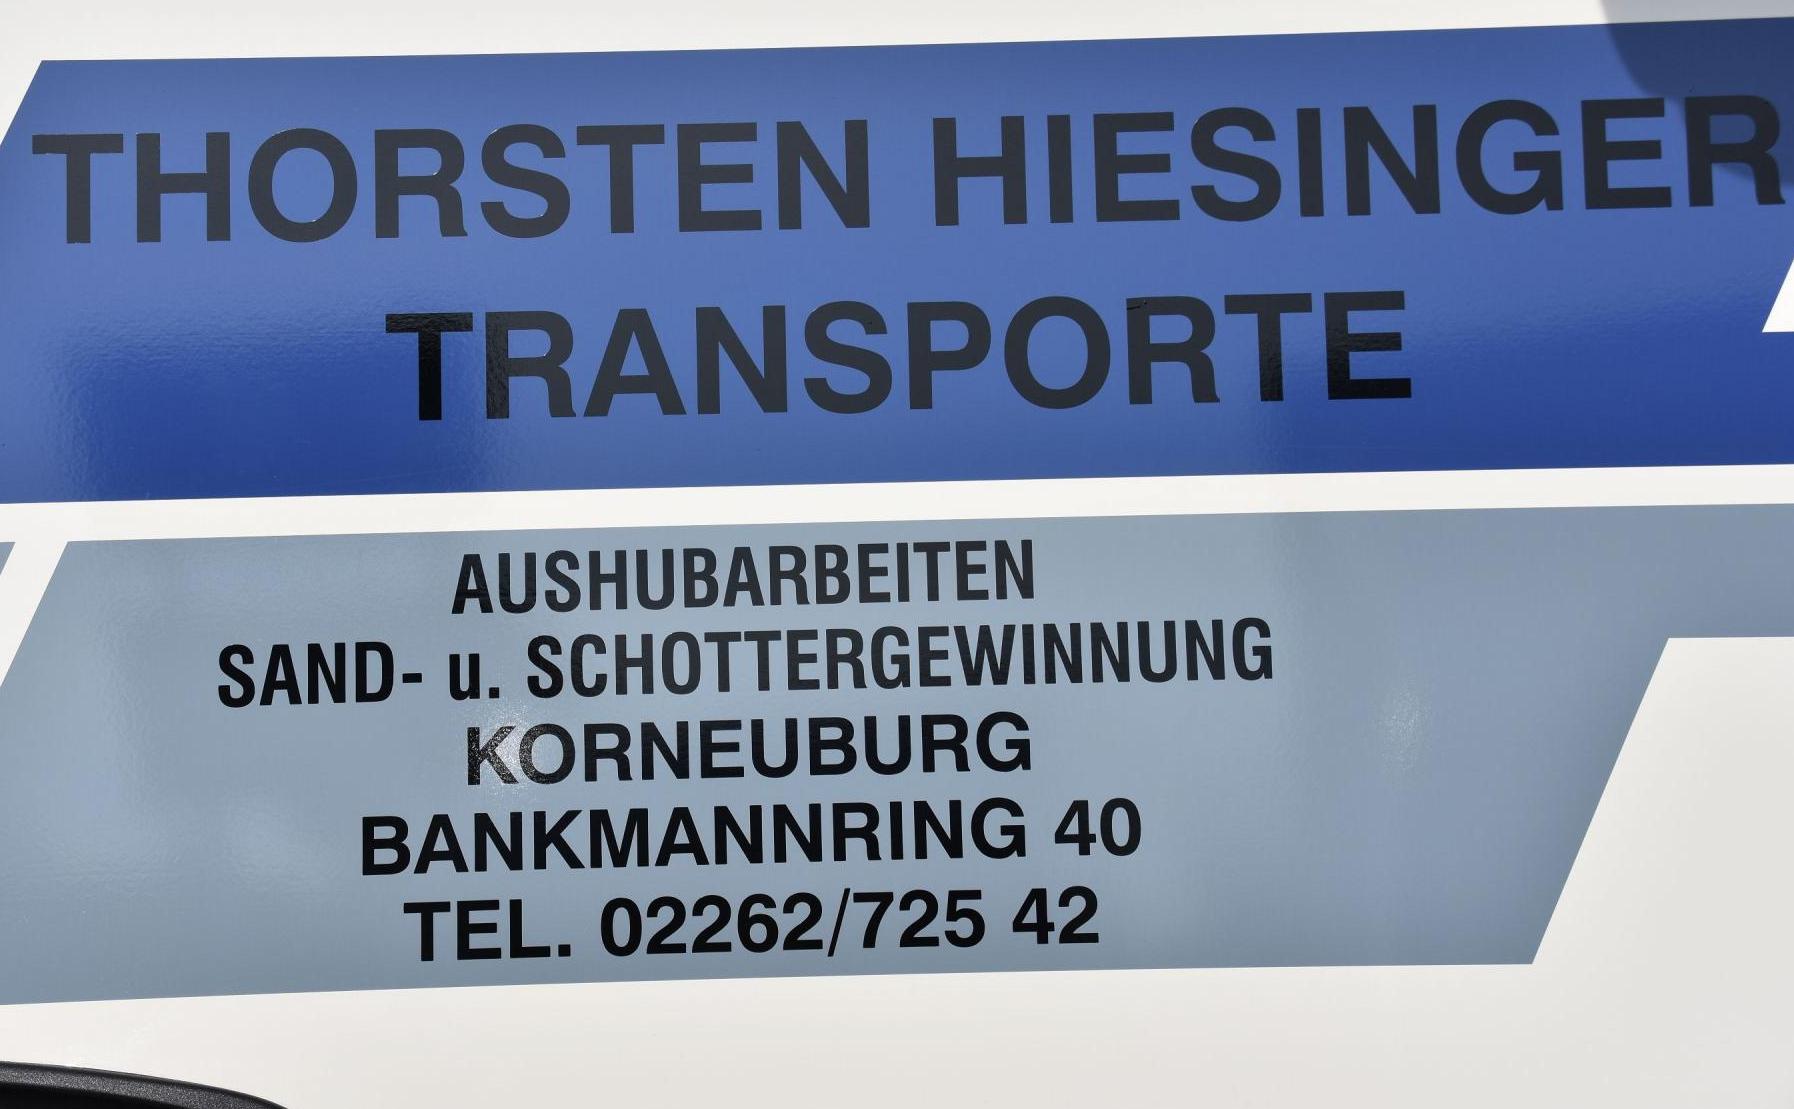 THORSTEN HIESINGER
TRANSPORTE
AUSHUBARBEITEN
SAND- u. SCHOTTERGEWINNUNG
KORNEUBURG
BANKMANNRING 40
TEL. 02262/725 42